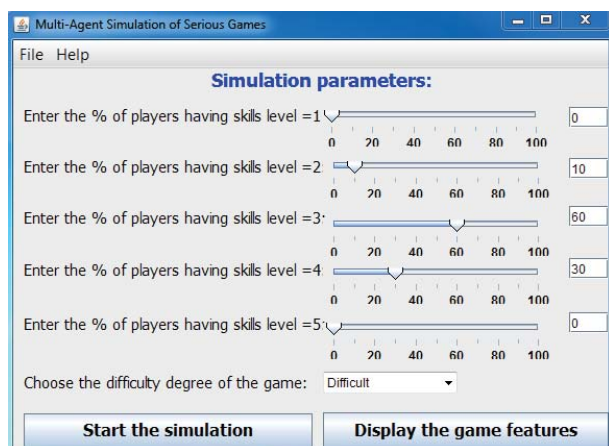 Multi-Agent Simulation of Serious Games
File Help
Simulation parameters:
Enter the % of players having skills level =1 0
0 20 40 60 80 100
Enter the % of players having skills level =2: 10
0 20 40 60 80 100
Enter the % of players having skills level =3: 60
0 20 40 60 80 100
Enter the % of players having skills level =4: 30
0 20 40 60 80 100
Enter the % of players having skills level =5: 0
0 20 40 60 80 100
Choose the difficulty degree of the game: Difficult
Start the simulation Display the game features